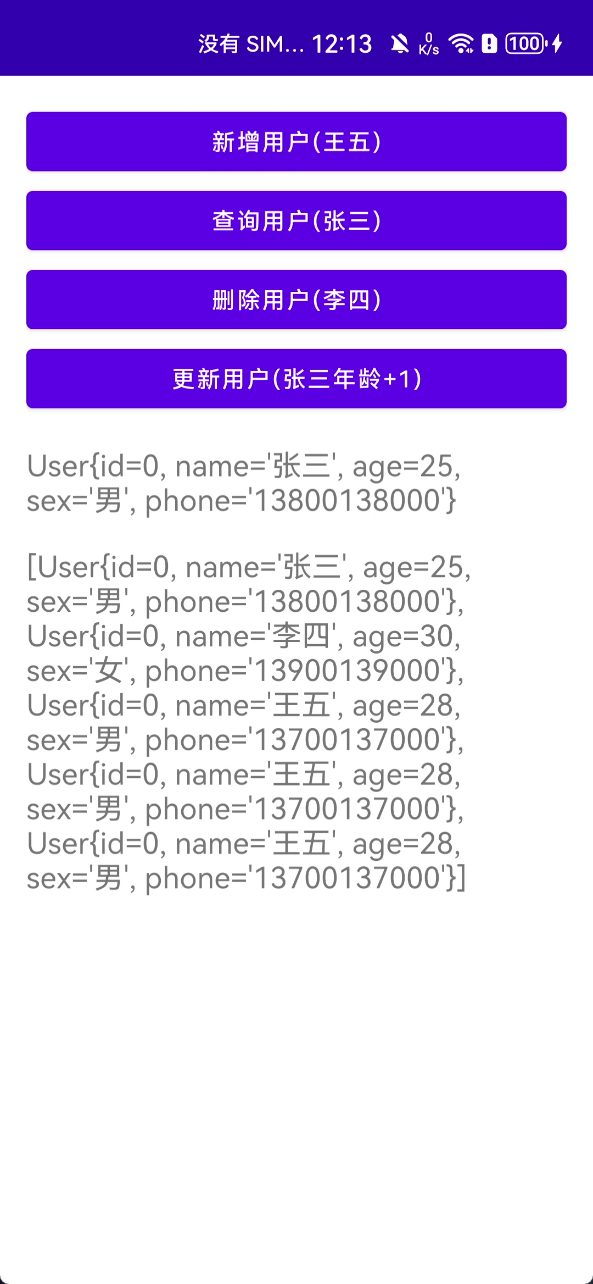 没有 SIM... 12:13 0 K/s 100
新增用户(王五)
查询用户(张三)
删除用户(李四)
更新用户(张三年龄+1)
User{id=0, name='张三', age=25,
sex='男', phone='13800138000'}
[User{id=0, name='张三', age=25,
sex='男', phone='13800138000'},
User{id=0, name='李四', age=30,
sex='女', phone='13900139000'},
User{id=0, name='王五', age=28,
sex='男', phone='13700137000'},
User{id=0, name='王五', age=28,
sex='男', phone='13700137000'},
User{id=0, name='王五', age=28,
sex='男', phone='13700137000'}]